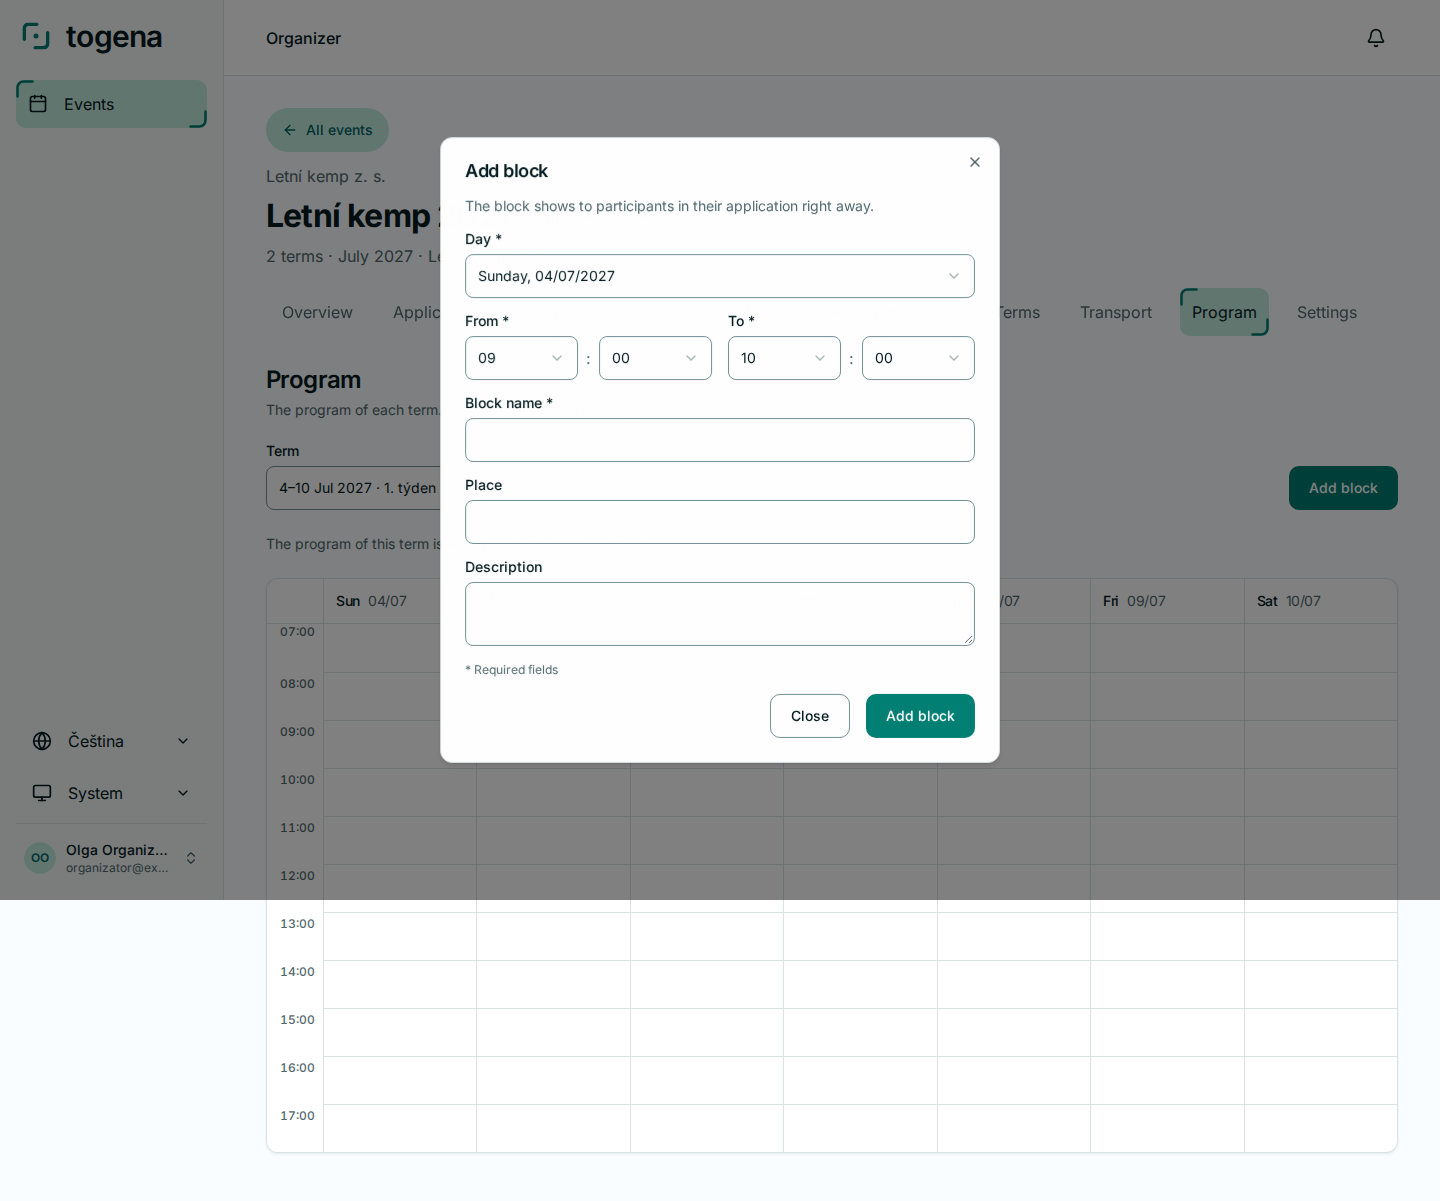 togena
Organizer
Events
All events
Letní kemp z. s.
Letní kemp
2 terms · July 2027 ·
Overview
Terms
Transport
Program
Settings
Program
The program of each term.
Term
4–10 Jul 2027 · 1. týden
Add block
The program of this term is
Add block
The block shows to participants in their application right away.
Day *
Sunday, 04/07/2027
From *
To *
09
:
00
10
:
00
Block name *
Place
Description
* Required fields
Close
Add block
Sun 04/07
/07
Fri 09/07
Sat 10/07
07:00
08:00
09:00
10:00
11:00
12:00
13:00
14:00
15:00
16:00
17:00
Čeština
System
OO
Olga Organiz...
organizator@ex...